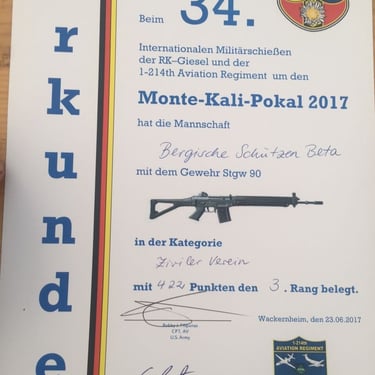 rkunde
Beim 34.
Internationalen Militärschießen
der RK–Giesel und der
1-214th Aviation Regiment um den
Monte-Kali-Pokal 2017
hat die Mannschaft
Bergische Schützen Beta
mit dem Gewehr Stgw 90
in der Kategorie
Ziviler Verein
mit 422 Punkten den 3. Rang belegt.
CPT, AV
U.S. Army
Wackernheim, den 23.06.2017
1-214
AVIATION REGIMENT